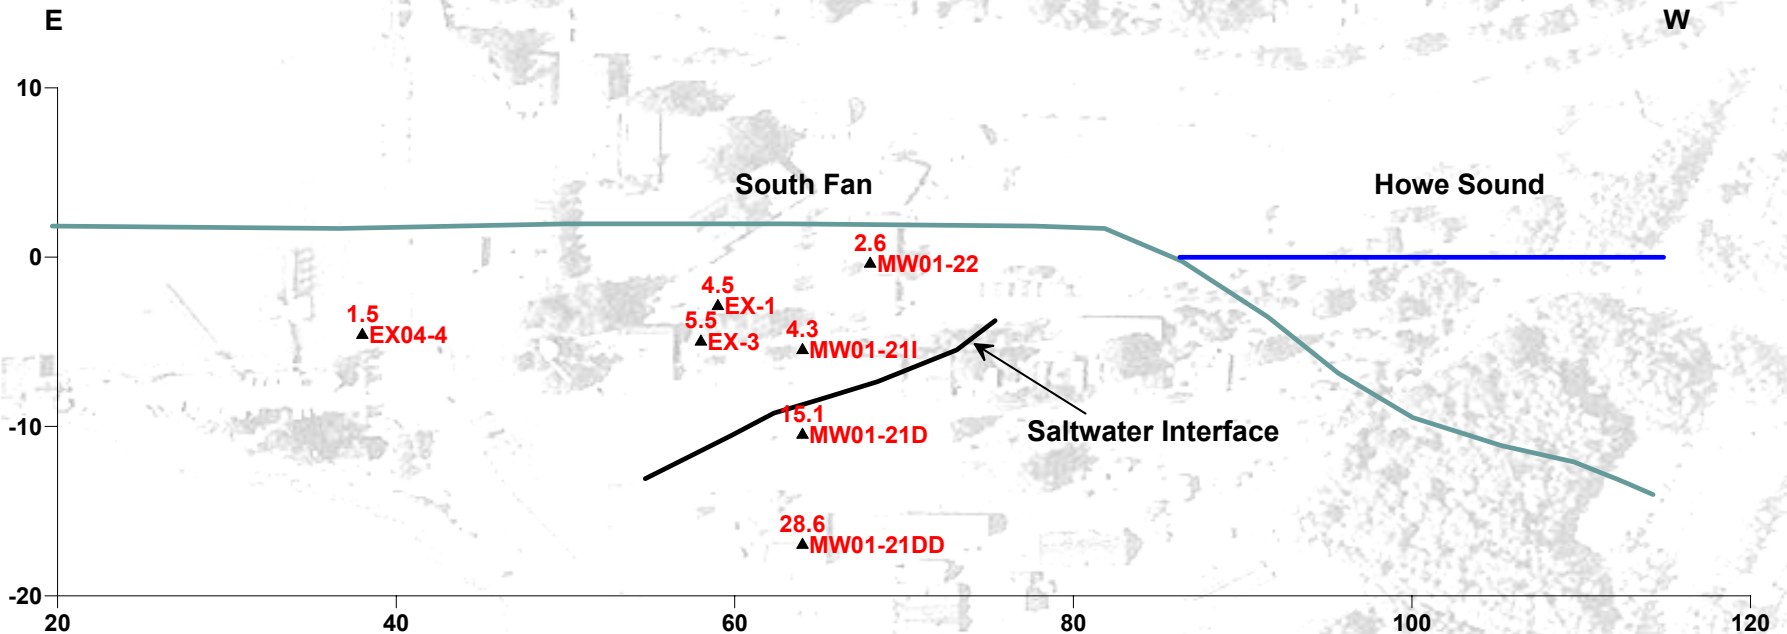 E
W
10
South Fan
Howe Sound
2.6
0
MW01-22
4.5
EX-1
1.5
5.5
4.3
EX04-4
EX-3
MW01-21I
15.1
-10
MW01-21D
Saltwater Interface
28.6
MW01-21DD
-20
20
40
60
80
100
120